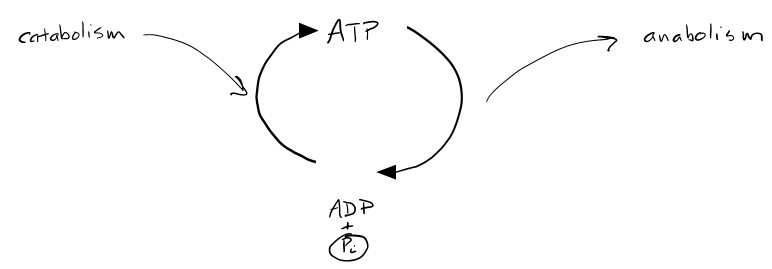 catabolism
ATP
anabolism
ADP
+
Pi